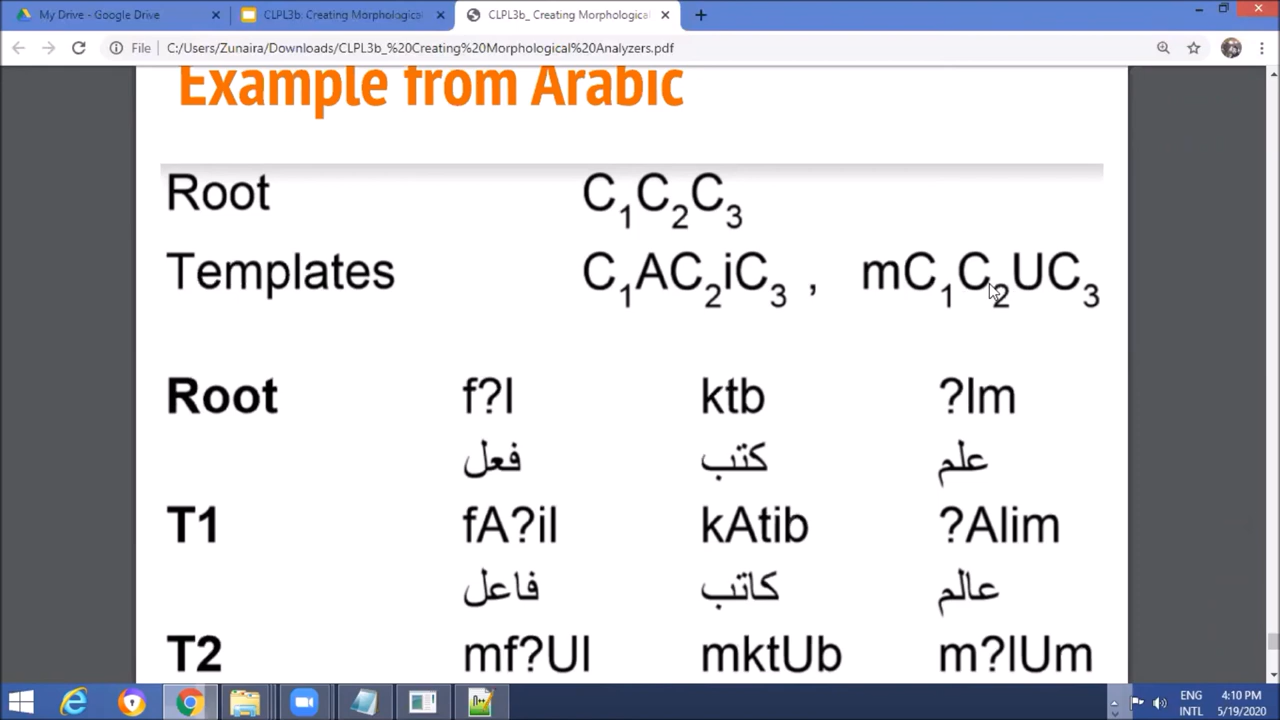 My Drive - Google Drive
CLPL3b: Creating Morphological
CLPL3b_ Creating Morphological
File C:/Users/Zunaira/Downloads/CLPL3b_%20Creating%20Morphological%20Analyzers.pdf
Example from Arabic
Root C₁C₂C₃
Templates C₁AC₂iC₃ , mC₁C₂UC₃
Root f?l ktb ?lm
فعل كتب علم
T1 fA?il kAtib ?Alim
فاعل كاتب عالم
T2 mf?Ul mktUb m?lUm
ENG 4:10 PM
INTL 5/19/2020